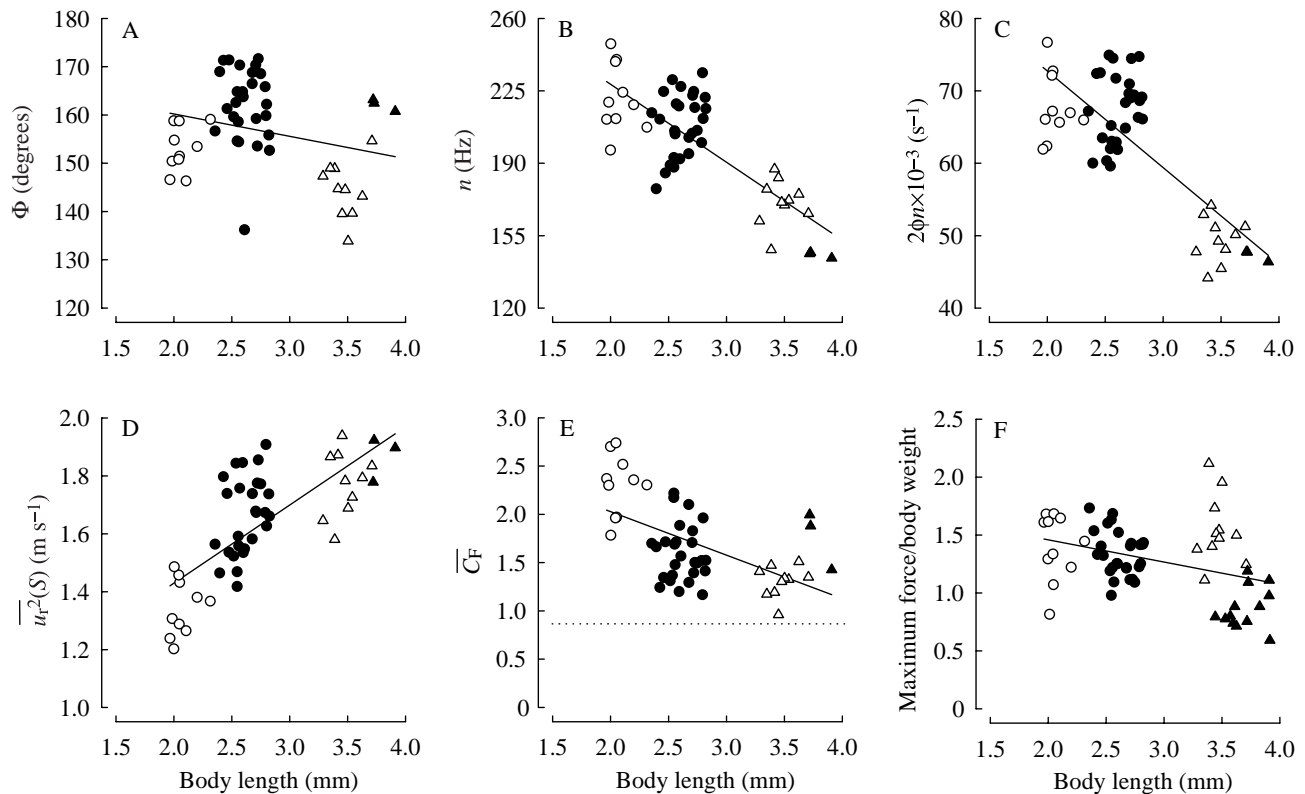 A
Φ (degrees)
180
170
160
150
140
130
120
1.5 2.0 2.5 3.0 3.5 4.0
B
n (Hz)
260
225
190
155
120
1.5 2.0 2.5 3.0 3.5 4.0
C
2ϕn×10−3 (s−1)
80
70
60
50
40
1.5 2.0 2.5 3.0 3.5 4.0
D
ur2(S) (m s−1)
2.0
1.8
1.6
1.4
1.2
1.0
1.5 2.0 2.5 3.0 3.5 4.0
Body length (mm)
E
CF
3.0
2.5
2.0
1.5
1.0
0.5
0
1.5 2.0 2.5 3.0 3.5 4.0
Body length (mm)
F
Maximum force/body weight
2.5
2.0
1.5
1.0
0.5
0
1.5 2.0 2.5 3.0 3.5 4.0
Body length (mm)